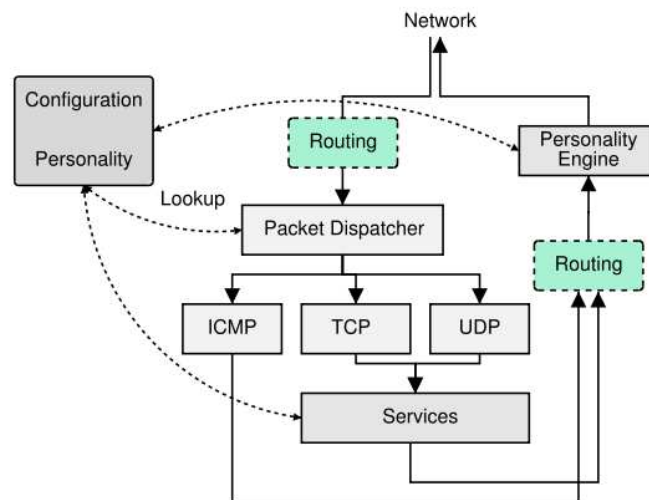 Network
Configuration
Personality
Routing
Personality
Engine
Lookup
Packet Dispatcher
Routing
ICMP
TCP
UDP
Services